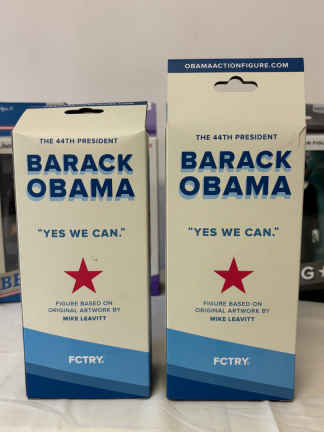 THE 44TH PRESIDENT
BARACK
OBAMA
"YES WE CAN."
FIGURE BASED ON
ORIGINAL ARTWORK BY
MIKE LEAVITT
FCTRY.
OBAMAACTIONFIGURE.COM
THE 44TH PRESIDENT
BARACK
OBAMA
"YES WE CAN."
FIGURE BASED ON
ORIGINAL ARTWORK BY
MIKE LEAVITT
FCTRY.